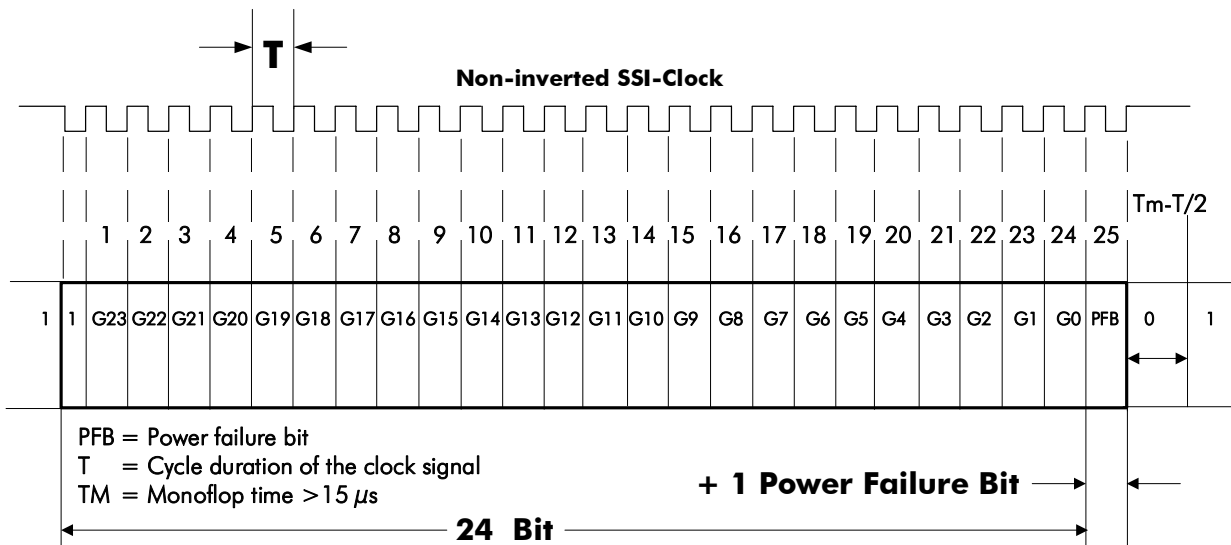 T
Non-inverted SSI-Clock
Tm-T/2
1 2 3 4 5 6 7 8 9 10 11 12 13 14 15 16 17 18 19 20 21 22 23 24 25
1 1 G23 G22 G21 G20 G19 G18 G17 G16 G15 G14 G13 G12 G11 G10 G9 G8 G7 G6 G5 G4 G3 G2 G1 G0 PFB 0 1
PFB = Power failure bit
T = Cycle duration of the clock signal
TM = Monoflop time >15 µs
+ 1 Power Failure Bit
24 Bit